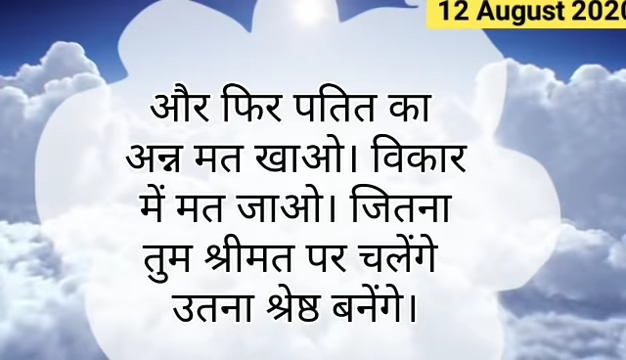 12 August 2020
और फिर पतित का
अन्न मत खाओ। विकार
में मत जाओ। जितना
तुम श्रीमत पर चलेंगे
उतना श्रेष्ठ बनेंगे।